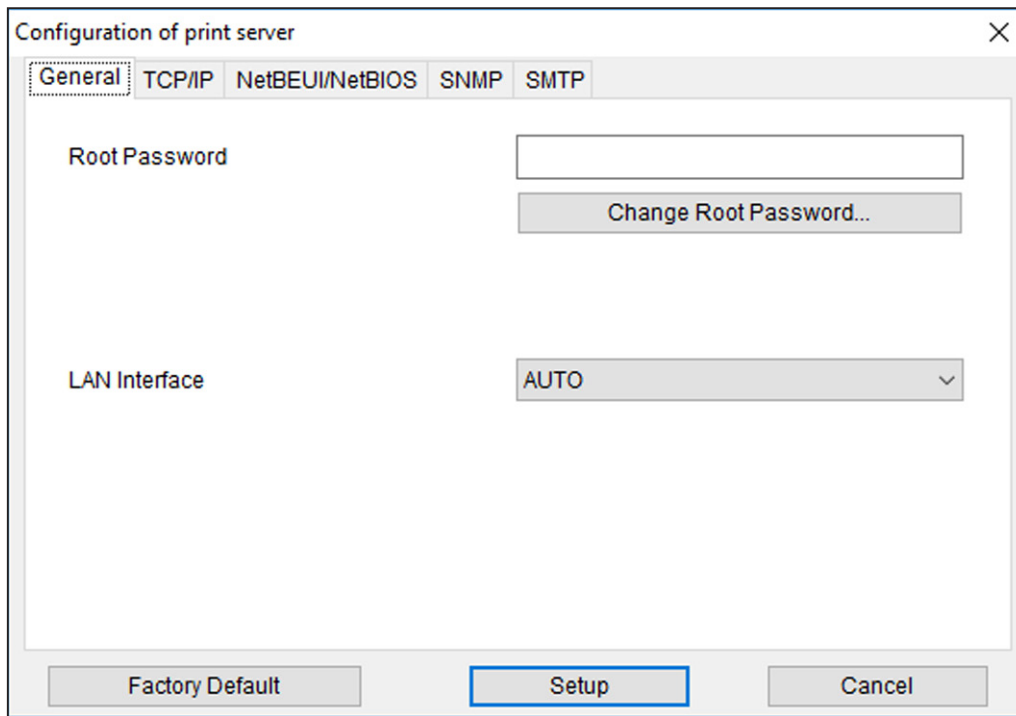 Configuration of print server
General TCP/IP NetBEUI/NetBIOS SNMP SMTP
Root Password
Change Root Password...
LAN Interface AUTO
Factory Default Setup Cancel